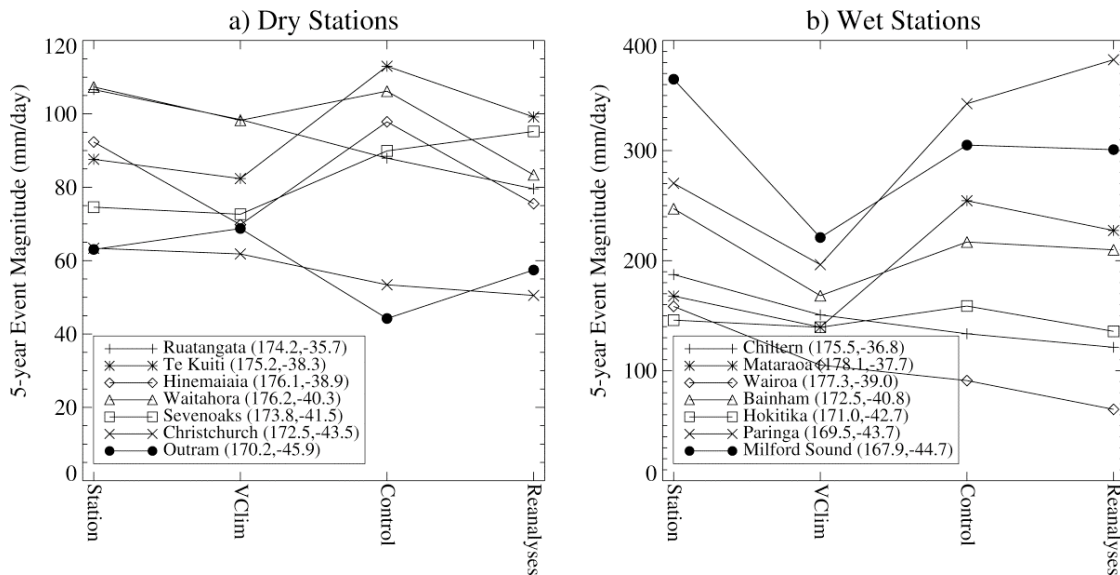 a) Dry Stations
5-year Event Magnitude (mm/day)
120
100
80
60
40
20
0
Ruatangata (174.2,-35.7)
Te Kuiti (175.2,-38.3)
Hinemaiaia (176.1,-38.9)
Waitahora (176.2,-40.3)
Sevenoaks (173.8,-41.5)
Christchurch (172.5,-43.5)
Outram (170.2,-45.9)
Station
VClim
Control
Reanalyses
b) Wet Stations
5-year Event Magnitude (mm/day)
400
300
200
100
0
Chiltern (175.5,-36.8)
Mataraoa (178.1,-37.7)
Wairoa (177.3,-39.0)
Bainham (172.5,-40.8)
Hokitika (171.0,-42.7)
Paringa (169.5,-43.7)
Milford Sound (167.9,-44.7)
Station
VClim
Control
Reanalyses